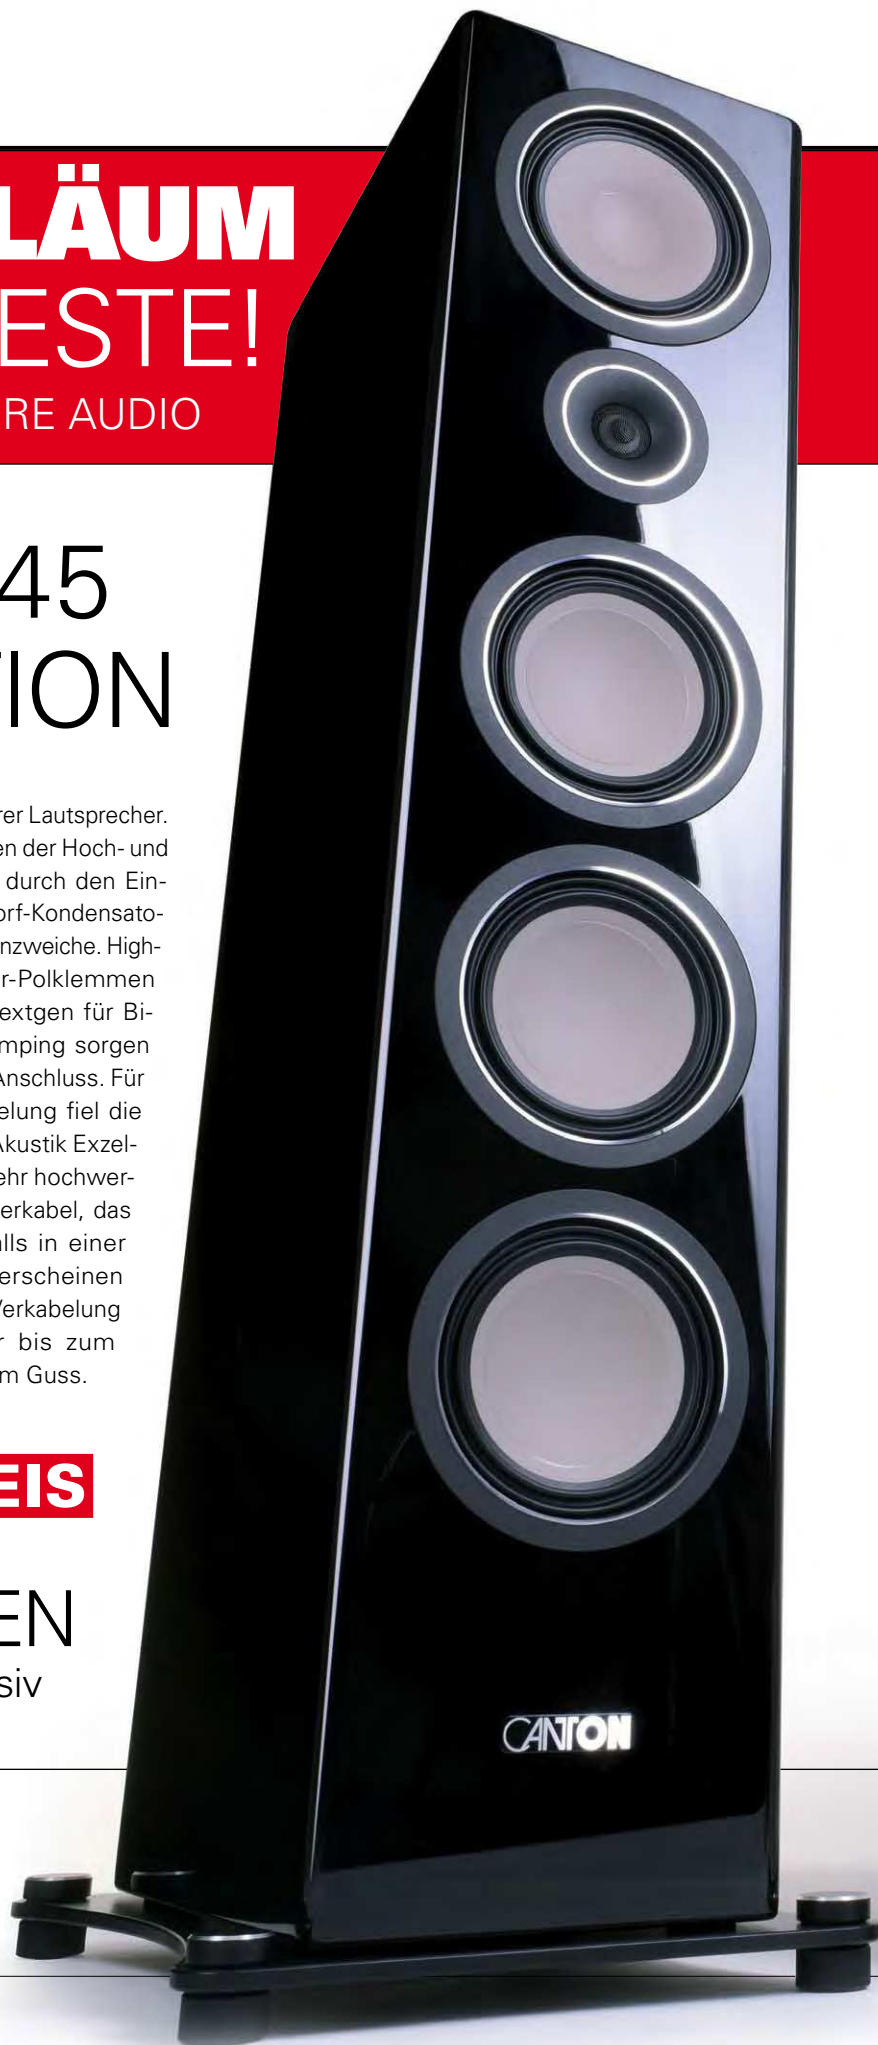 LÄUM
ESTE!
RE AUDIO
45
TION
rer Lautsprecher.
en der Hoch- und
durch den Ein-
orf-Kondensato-
nzweiche. High-
r-Polklemmen
extgen für Bi-
mping sorgen
Anschluss. Für
elung fiel die
Akustik Exzel-
ehr hochwer-
erkabel, das
alls in einer
erscheinen
Verkabelung
r bis zum
m Guss.
EIS
EN
siv
CANTON